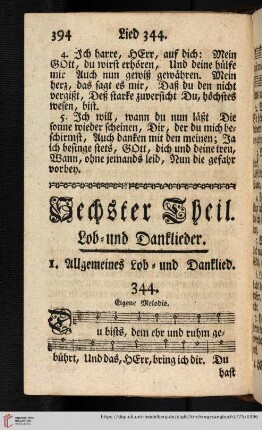 394 Lied 344.
4. Ich harre, HErr, auf dich: Mein
GOtt, du wirst erhören, Und deine hülfe
mir Auch nun gewiß gewähren. Mein
herz, das sagt es mir, Daß du den nicht
vergißt, Deß starke zuversicht Du, höchstes
wesen, bist.
5. Ich will, wann du nun läßt Die
sonne wieder scheinen, Dir, der du mich be-
schirmst, Auch danken mit den meinen; Ja
ich besinge stets, GOtt, dich und deine treu,
Wann, ohne jemands leid, Nun die gefahr
vorbey.
Sechster Theil.
Lob- und Danklieder.
1. Allgemeines Lob- und Danklied.
344.
Eigene Melodie.
Du bists, dem ehr und ruhm ge-
bührt, Und das, HErr, bring ich dir. Du
hast